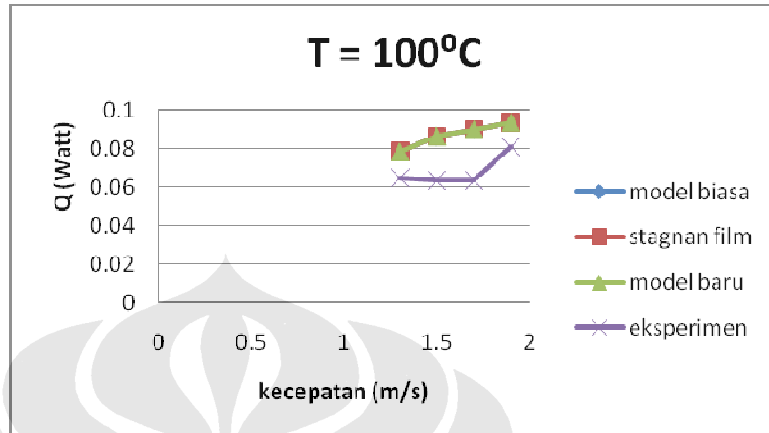 T = 100⁰C
Q (Watt)
0.1
0.08
0.06
0.04
0.02
0
0 0.5 1 1.5 2
kecepatan (m/s)
model biasa
stagnan film
model baru
eksperimen